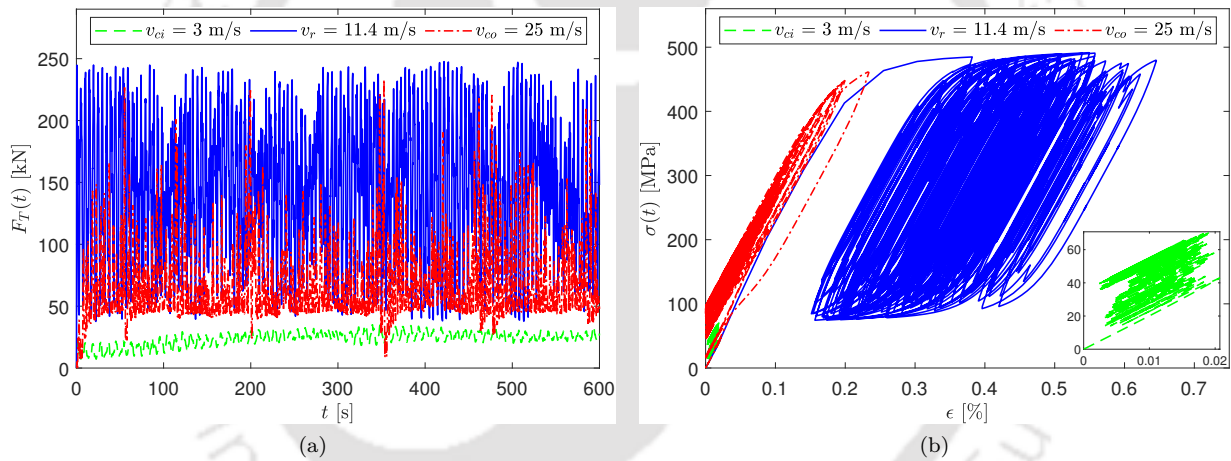 v_ci = 3 m/s v_r = 11.4 m/s v_co = 25 m/s
250
200
150
100
50
0
F_T(t) [kN]
0 100 200 300 400 500 600
t [s]
(a)
v_ci = 3 m/s v_r = 11.4 m/s v_co = 25 m/s
500
400
300
200
100
0
σ(t) [MPa]
0 0.1 0.2 0.3 0.4 0.5 0.6 0.7
ϵ [%]
60
40
20
0
0 0.01 0.02
(b)